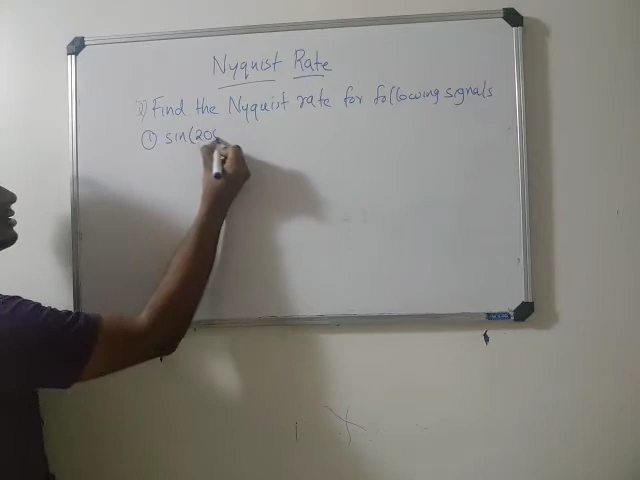 Nyquist Rate
1) Find the Nyquist rate for following signals
① sin(20